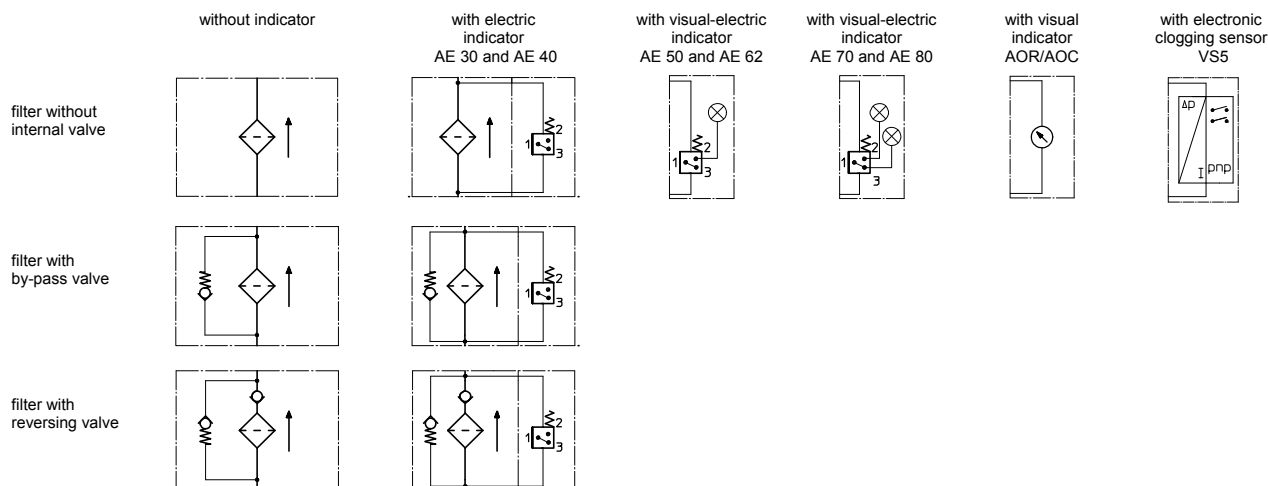 without indicator
with electric
indicator
AE 30 and AE 40
with visual-electric
indicator
AE 50 and AE 62
with visual-electric
indicator
AE 70 and AE 80
with visual
indicator
AOR/AOC
with electronic
clogging sensor
VS5
filter without
internal valve
1
2
3
1
2
3
1
2
3
Δp
I
pnp
filter with
by-pass valve
1
2
3
filter with
reversing valve
1
2
3